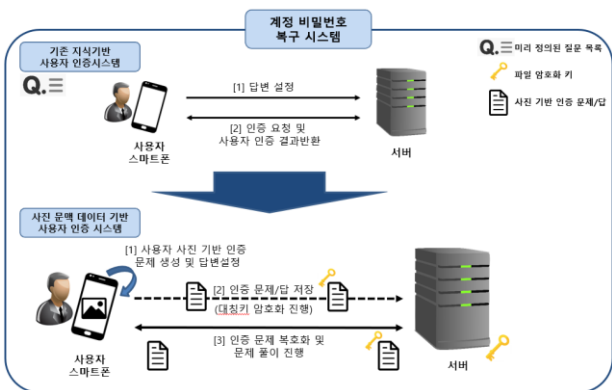 계정 비밀번호
복구 시스템
기존 지식기반
사용자 인증시스템
Q.
Q.
미리 정의된 질문 목록
파일 암호화 키
사진 기반 인증 문제/답
[1] 답변 설정
[2] 인증 요청 및
사용자 인증 결과반환
사용자
스마트폰
서버
사진 문맥 데이터 기반
사용자 인증 시스템
[1] 사용자 사진 기반 인증
문제 생성 및 답변설정
[2] 인증 문제/답 저장
(대칭키 암호화 진행)
[3] 인증 문제 복호화 및
문제 풀이 진행
사용자
스마트폰
서버